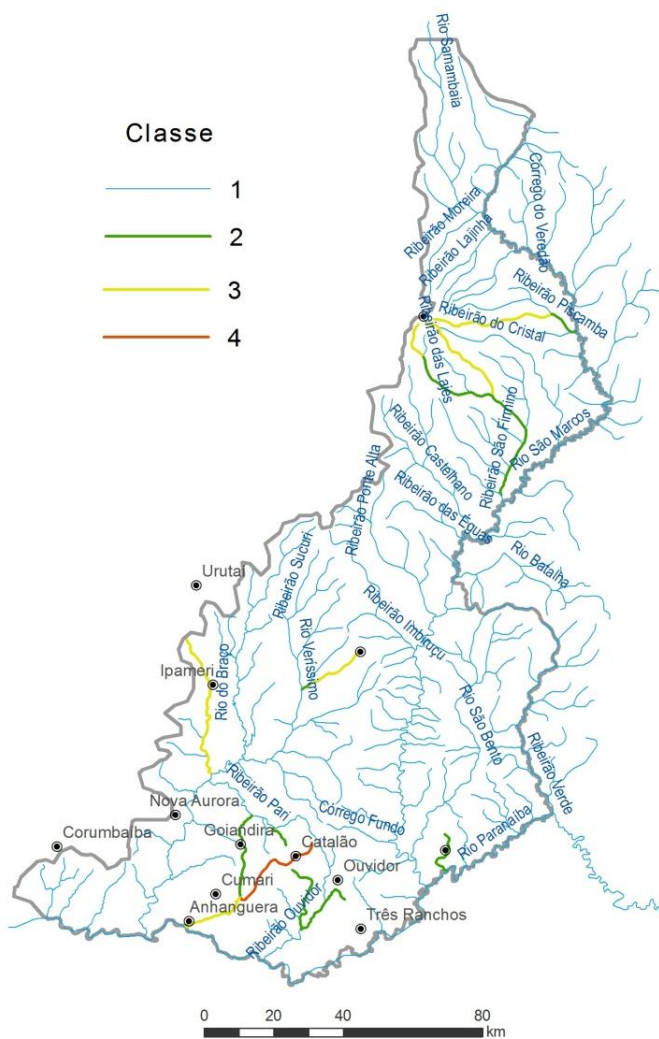 Rio Samambaia
Classe
1
2
3
4
Ribeirão Moreira
Ribeirão Lajinha
Córrego do Veredão
Ribeirão Piscamba
Ribeirão do Cristal
Ribeirão das Lajes
Ribeirão São Firmino
Rio São Marcos
Ribeirão Castelhano
Ribeirão Ponte Alta
Ribeirão das Éguas
Rio Batalha
Ribeirão Sucuri
Urutaí
Ribeirão Imbiruçu
Rio Veríssimo
Ipameri
Rio do Braço
Rio São Bento
Ribeirão Verde
Ribeirão Pari
Nova Aurora
Córrego Fundo
Rio Paranaíba
Corumbaíba
Goiandira
Catalão
Ouvidor
Cumari
Anhanguera
Ribeirão Ouvidor
Três Ranchos
0 20 40 80
km